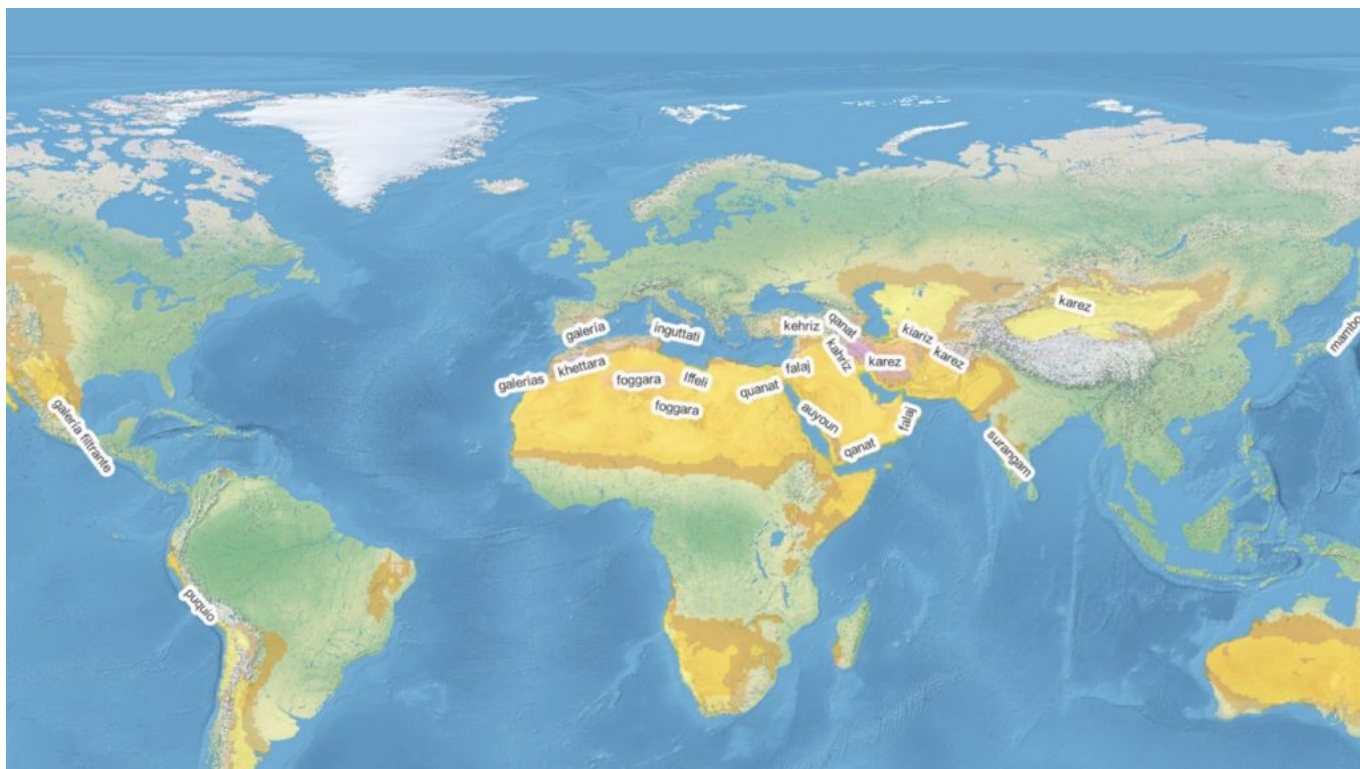 karez
galería
inguttati
kehriz
qanat
kiariz
karez
mambo
khettara
galerías
foggara
Iffeli
falaj
kahriz
karez
quanat
foggara
auyoun
falaj
galería filtrante
qanat
surangam
puquio